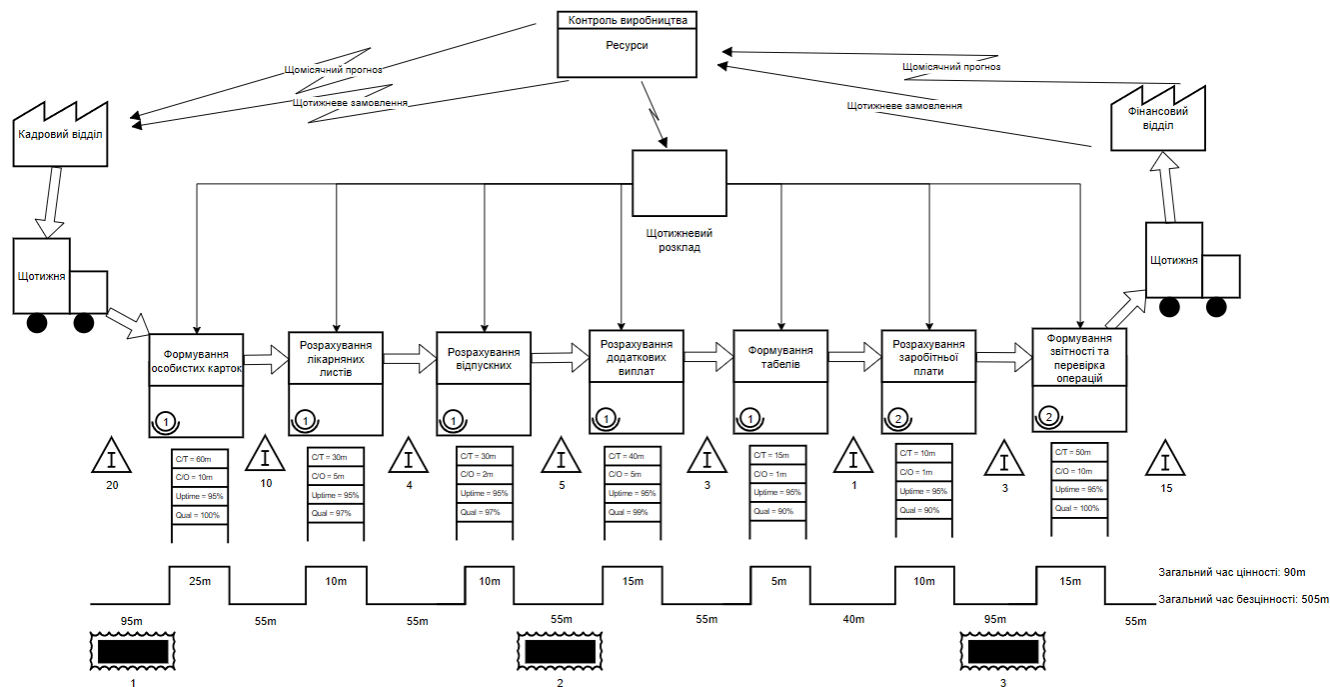 Контроль виробництва
Ресурси
Щомісячний прогноз
Щотижневе замовлення
Щомісячний прогноз
Щотижневе замовлення
Кадровий відділ
Фінансовий
відділ
Щотижневий
розклад
Щотижня
Щотижня
Формування
особистих карток
Розрахування
лікарняних
листів
Розрахування
відпускних
Розрахування
додаткових
виплат
Формування
табелів
Розрахування
заробітної
плати
Формування
звітності та
перевірка
операцій
1
1
1
1
1
2
2
I
I
I
I
I
I
I
I
20
10
4
5
3
1
3
15
C/T = 60m
C/O = 10m
Uptime = 95%
Qual = 100%
C/T = 30m
C/O = 5m
Uptime = 95%
Qual = 97%
C/T = 30m
C/O = 2m
Uptime = 95%
Qual = 97%
C/T = 40m
C/O = 5m
Uptime = 95%
Qual = 99%
C/T = 15m
C/O = 1m
Uptime = 95%
Qual = 90%
C/T = 10m
C/O = 1m
Uptime = 95%
Qual = 90%
C/T = 50m
C/O = 10m
Uptime = 95%
Qual = 100%
25m
10m
10m
15m
5m
10m
15m
Загальний час цінності: 90m
Загальний час безцінності: 505m
95m
55m
55m
55m
55m
40m
95m
55m
1
2
3